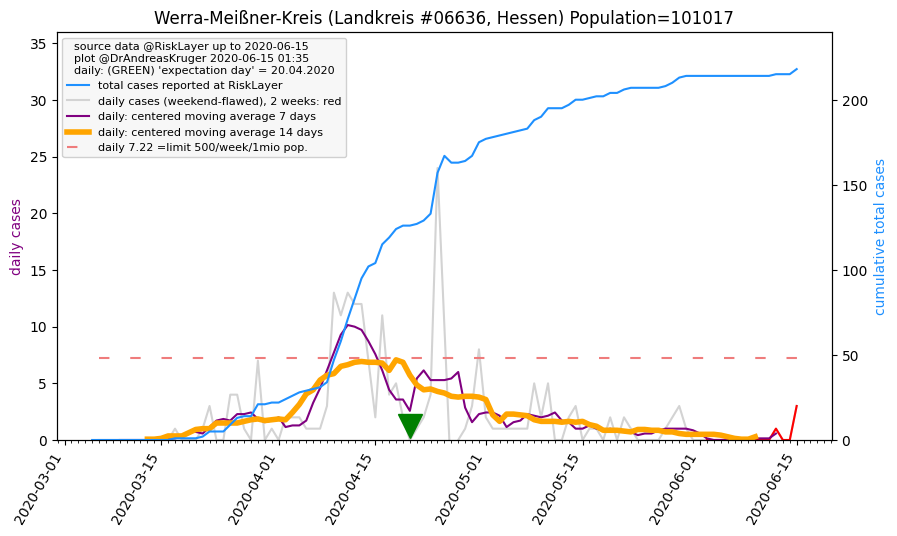 Werra-Meißner-Kreis (Landkreis #06636, Hessen) Population=101017
source data @RiskLayer up to 2020-06-15
plot @DrAndreasKruger 2020-06-15 01:35
daily: (GREEN) 'expectation day' = 20.04.2020
total cases reported at RiskLayer
daily cases (weekend-flawed), 2 weeks: red
daily: centered moving average 7 days
daily: centered moving average 14 days
daily 7.22 =limit 500/week/1mio pop.
daily cases
35
30
25
20
15
10
5
0
cumulative total cases
200
150
100
50
0
2020-03-01
2020-03-15
2020-04-01
2020-04-15
2020-05-01
2020-05-15
2020-06-01
2020-06-15